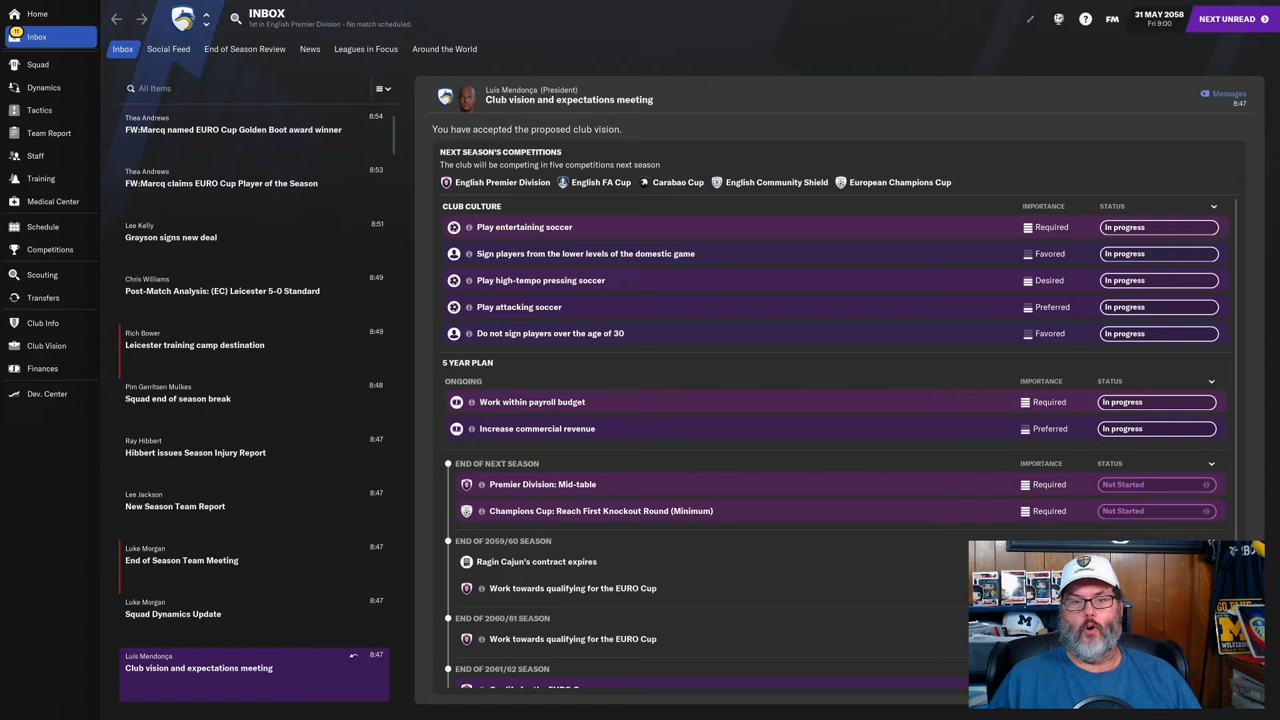 Home
INBOX
1st in English Premier Division - No match scheduled.
31 MAY 2058
Fri 9:00
FM
NEXT UNREAD
11
Inbox
Squad
Dynamics
Tactics
Team Report
Staff
Training
Medical Center
Schedule
Competitions
Scouting
Transfers
Club Info
Club Vision
Finances
Dev. Center
Inbox
Social Feed
End of Season Review
News
Leagues in Focus
Around the World
All Items
Thea Andrews
8:54
FW:Marcq named EURO Cup Golden Boot award winner
Thea Andrews
8:53
FW:Marcq claims EURO Cup Player of the Season
Lee Kelly
8:51
Grayson signs new deal
Chris Williams
8:49
Post-Match Analysis: (EC) Leicester 5-0 Standard
Rich Bower
8:49
Leicester training camp destination
Pim Gerritsen Mulkes
8:48
Squad end of season break
Ray Hibbert
8:47
Hibbert issues Season Injury Report
Lee Jackson
8:47
New Season Team Report
Luke Morgan
8:47
End of Season Team Meeting
Luke Morgan
8:47
Squad Dynamics Update
Luís Mendonça
8:47
Club vision and expectations meeting
Luís Mendonça (President)
Club vision and expectations meeting
Messages
8:47
You have accepted the proposed club vision.
NEXT SEASON'S COMPETITIONS
The club will be competing in five competitions next season
English Premier Division
English FA Cup
Carabao Cup
English Community Shield
European Champions Cup
CLUB CULTURE
IMPORTANCE
STATUS
Play entertaining soccer
Required
In progress
Sign players from the lower levels of the domestic game
Favored
In progress
Play high-tempo pressing soccer
Desired
In progress
Play attacking soccer
Preferred
In progress
Do not sign players over the age of 30
Favored
In progress
5 YEAR PLAN
ONGOING
IMPORTANCE
STATUS
Work within payroll budget
Required
In progress
Increase commercial revenue
Preferred
In progress
END OF NEXT SEASON
IMPORTANCE
STATUS
Premier Division: Mid-table
Required
Not Started
Champions Cup: Reach First Knockout Round (Minimum)
Required
Not Started
END OF 2059/60 SEASON
Ragin Cajun's contract expires
Work towards qualifying for the EURO Cup
END OF 2060/61 SEASON
Work towards qualifying for the EURO Cup
END OF 2061/62 SEASON